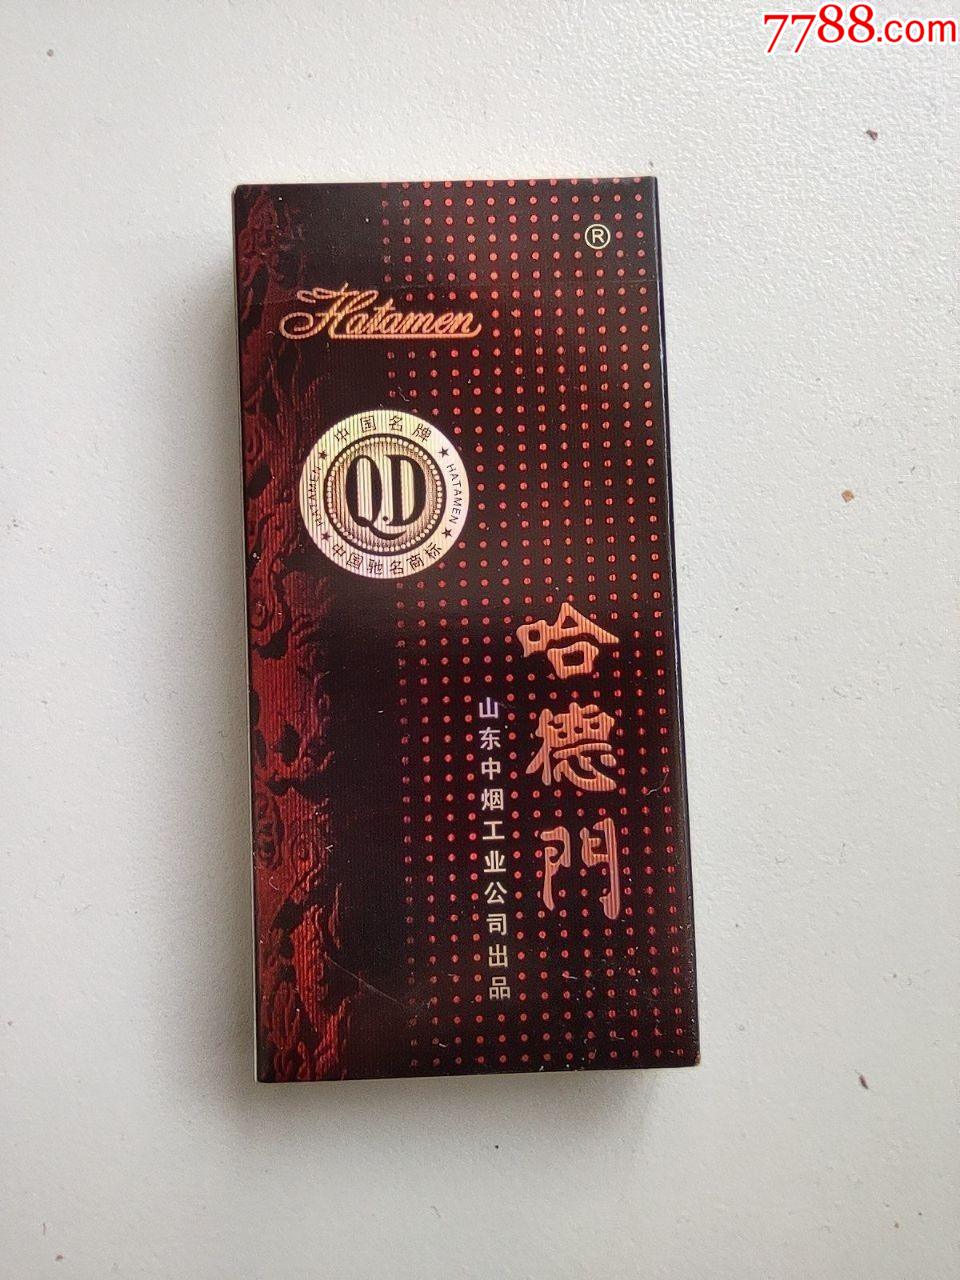 7788.com
®
Hatamen
中国名牌
★ HATAMEN ★
Q.D
★ HATAMEN ★
中国驰名商标
哈德門
山东中烟工业公司出品